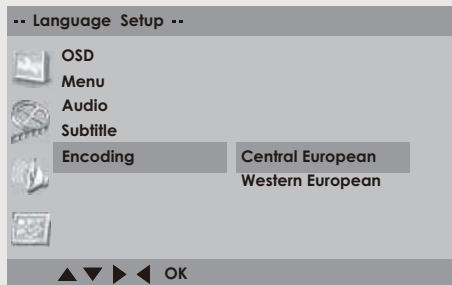 -- Language Setup --
OSD
Menu
Audio
Subtitle
Encoding Central European
Western European
OK